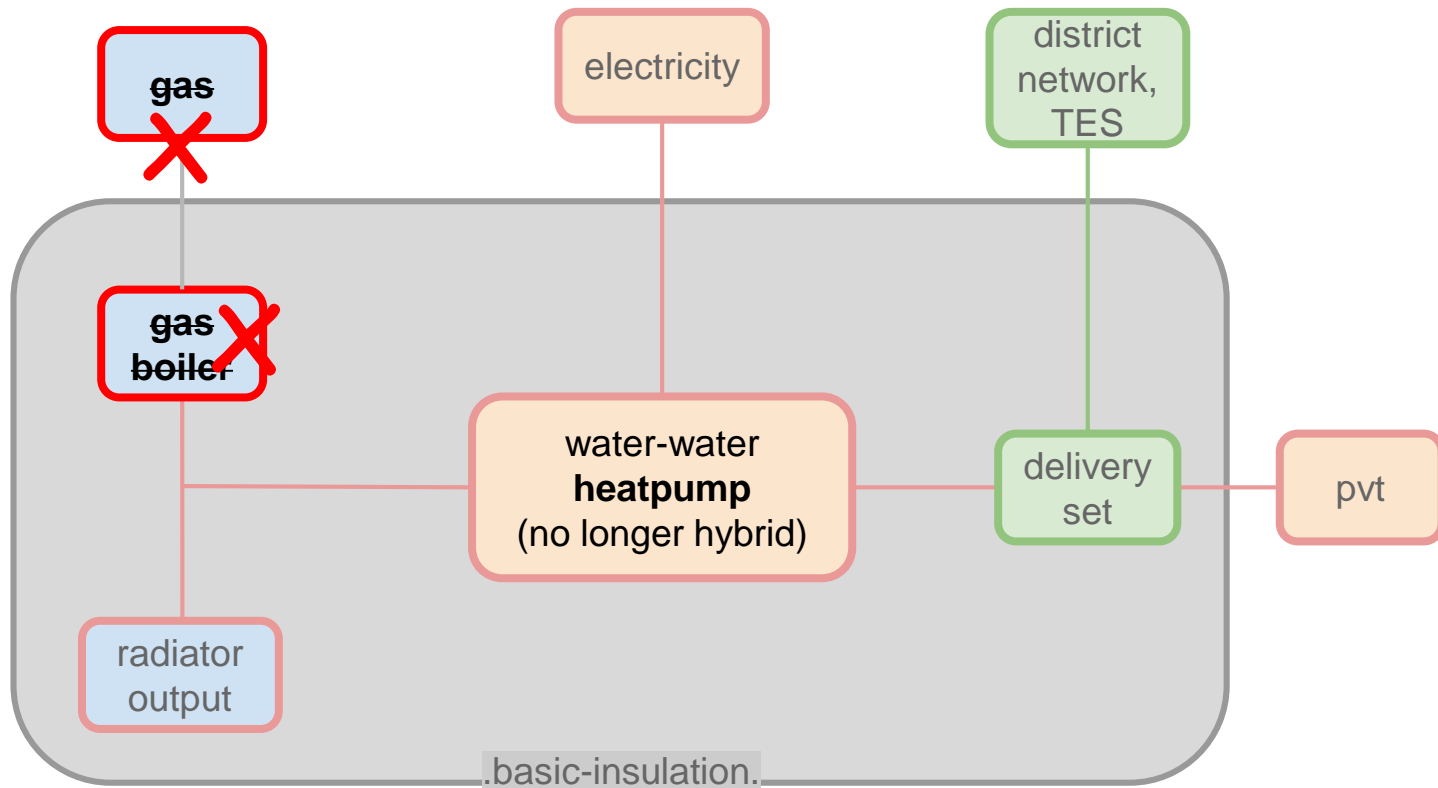 gas
electricity
district
network,
TES
gas
boiler
water-water
heatpump
(no longer hybrid)
delivery
set
pvt
radiator
output
.basic-insulation.